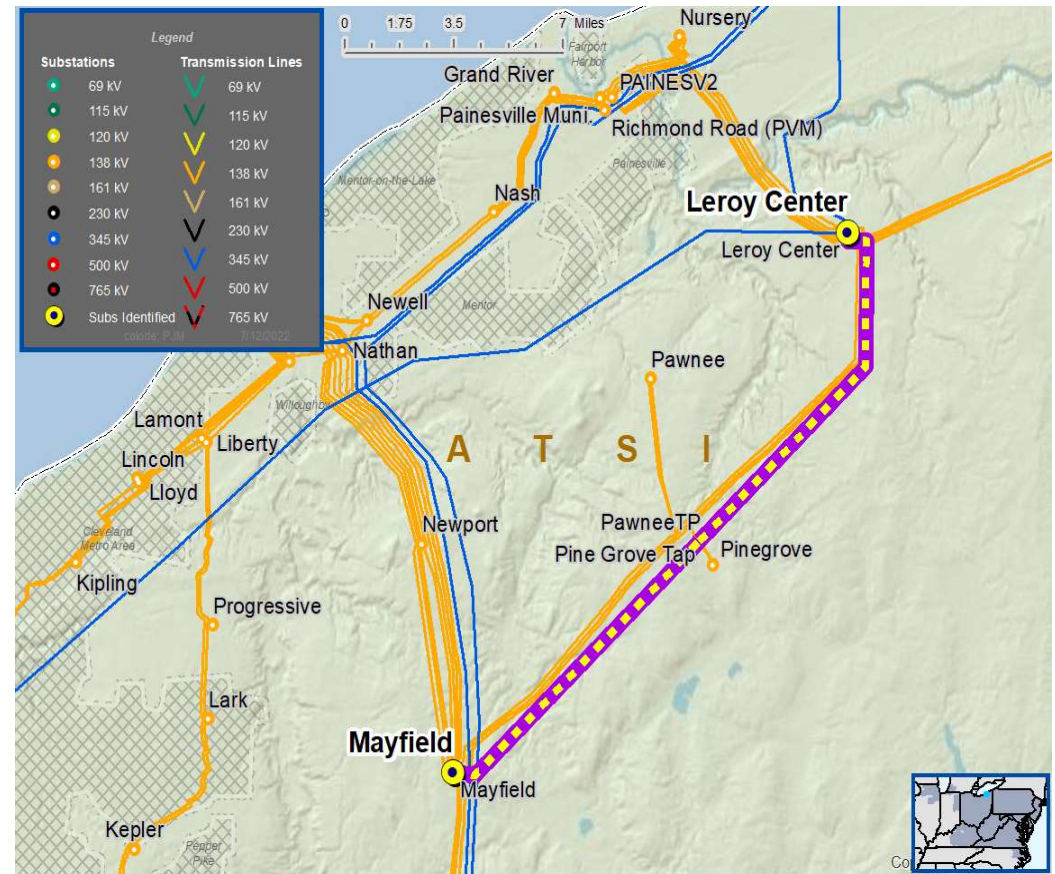 Legend
Substations Transmission Lines
69 kV 69 kV
115 kV 115 kV
120 kV 120 kV
138 kV 138 kV
161 kV 161 kV
230 kV 230 kV
345 kV 345 kV
500 kV 500 kV
765 kV 765 kV
Subs Identified
7/12/2022
0 1.75 3.5 7 Miles
Nursery
Fairport
Harbor
Grand River
PAINESV2
Painesville Muni.
Richmond Road (PVM)
Painesville
Mentor-on-the-Lake
Nash
Leroy Center
Leroy Center
Mentor
Newell
Nathan
Pawnee
Willoughby
Lamont
Liberty
A T S I
Lincoln
Lloyd
Newport
PawneeTP
Cleveland
Metro Area
Pine Grove Tap
Pinegrove
Kipling
Progressive
Lark
Mayfield
Mayfield
Kepler
Pepper
Pike
Co